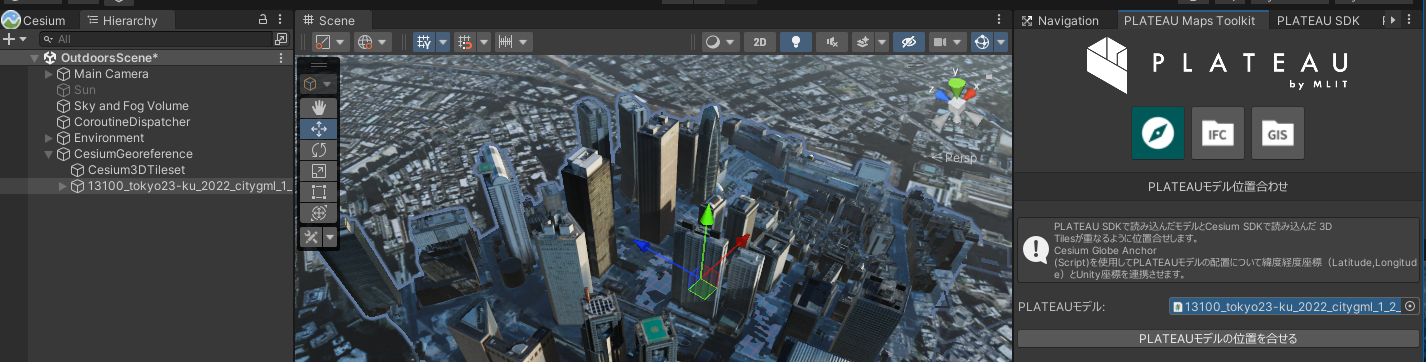 Cesium
Hierarchy
Scene
Navigation
PLATEAU Maps Toolkit
PLATEAU SDK
P
All
2D
OutdoorsScene*
Main Camera
Sun
Sky and Fog Volume
CoroutineDispatcher
Environment
CesiumGeoreference
Cesium3DTileset
13100_tokyo23-ku_2022_citygml_1_
y
x
z
Persp
PLATEAU
by MLIT
IFC
GIS
PLATEAUモデル位置合わせ
PLATEAU SDKで読み込んだモデルとCesium SDKで読み込んだ 3D
Tilesが重なるように位置合せします。
Cesium Globe Anchor
(Script)を使用してPLATEAUモデルの配置について緯度経度座標（Latitude,Longitud
e）とUnity座標を連携させます。
PLATEAUモデル:
13100_tokyo23-ku_2022_citygml_1_2_
PLATEAUモデルの位置を合せる